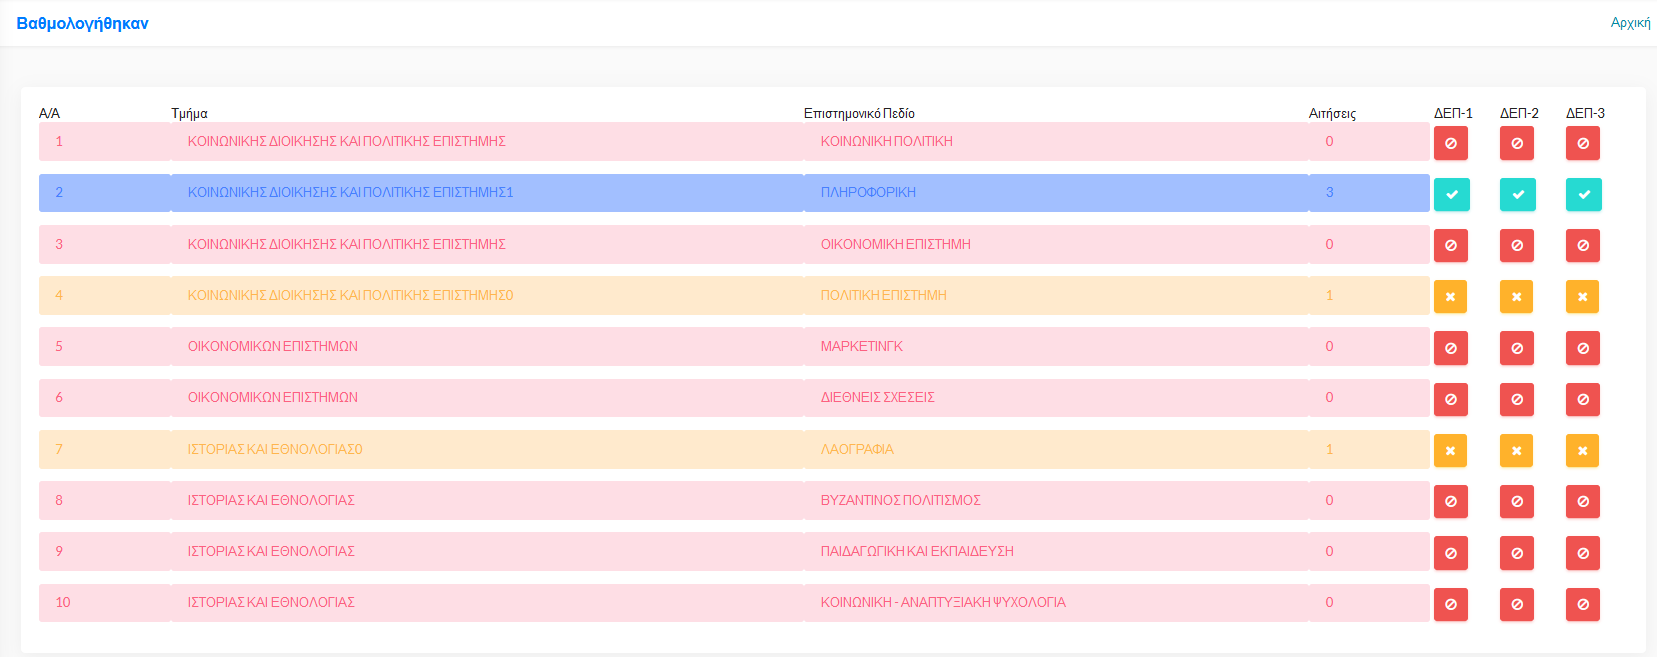 Βαθμολογήθηκαν Αρχική
Α/Α Τμήμα Επιστημονικό Πεδίο Αιτήσεις ΔΕΠ-1 ΔΕΠ-2 ΔΕΠ-3
1 ΚΟΙΝΩΝΙΚΗΣ ΔΙΟΙΚΗΣΗΣ ΚΑΙ ΠΟΛΙΤΙΚΗΣ ΕΠΙΣΤΗΜΗΣ ΚΟΙΝΩΝΙΚΗ ΠΟΛΙΤΙΚΗ 0
2 ΚΟΙΝΩΝΙΚΗΣ ΔΙΟΙΚΗΣΗΣ ΚΑΙ ΠΟΛΙΤΙΚΗΣ ΕΠΙΣΤΗΜΗΣ1 ΠΛΗΡΟΦΟΡΙΚΗ 3
3 ΚΟΙΝΩΝΙΚΗΣ ΔΙΟΙΚΗΣΗΣ ΚΑΙ ΠΟΛΙΤΙΚΗΣ ΕΠΙΣΤΗΜΗΣ ΟΙΚΟΝΟΜΙΚΗ ΕΠΙΣΤΗΜΗ 0
4 ΚΟΙΝΩΝΙΚΗΣ ΔΙΟΙΚΗΣΗΣ ΚΑΙ ΠΟΛΙΤΙΚΗΣ ΕΠΙΣΤΗΜΗΣ0 ΠΟΛΙΤΙΚΗ ΕΠΙΣΤΗΜΗ 1
5 ΟΙΚΟΝΟΜΙΚΩΝ ΕΠΙΣΤΗΜΩΝ ΜΑΡΚΕΤΙΝΓΚ 0
6 ΟΙΚΟΝΟΜΙΚΩΝ ΕΠΙΣΤΗΜΩΝ ΔΙΕΘΝΕΙΣ ΣΧΕΣΕΙΣ 0
7 ΙΣΤΟΡΙΑΣ ΚΑΙ ΕΘΝΟΛΟΓΙΑΣ0 ΛΑΟΓΡΑΦΙΑ 1
8 ΙΣΤΟΡΙΑΣ ΚΑΙ ΕΘΝΟΛΟΓΙΑΣ ΒΥΖΑΝΤΙΝΟΣ ΠΟΛΙΤΙΣΜΟΣ 0
9 ΙΣΤΟΡΙΑΣ ΚΑΙ ΕΘΝΟΛΟΓΙΑΣ ΠΑΙΔΑΓΩΓΙΚΗ ΚΑΙ ΕΚΠΑΙΔΕΥΣΗ 0
10 ΙΣΤΟΡΙΑΣ ΚΑΙ ΕΘΝΟΛΟΓΙΑΣ ΚΟΙΝΩΝΙΚΗ - ΑΝΑΠΤΥΞΙΑΚΗ ΨΥΧΟΛΟΓΙΑ 0